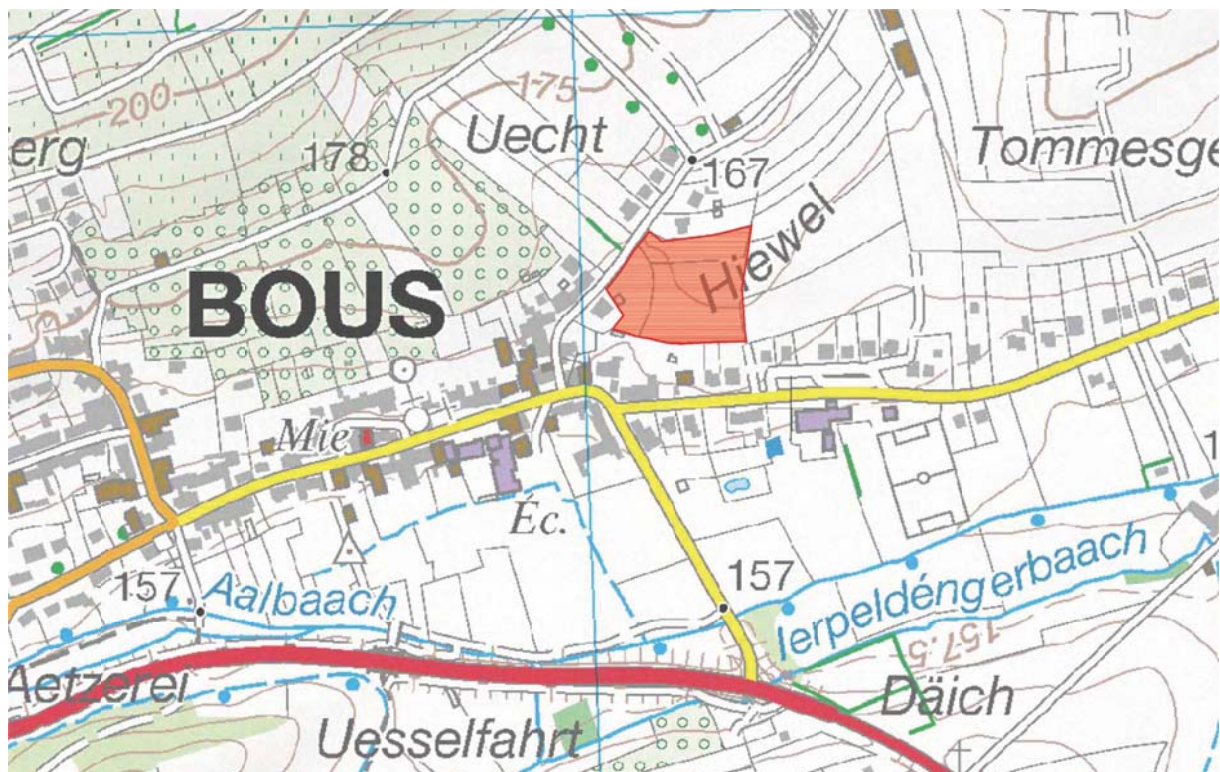 200
175
Uecht
erg
178
167
Tommesge
Hiewel
BOUS
Mie
Éc.
1
157
Aalbaach
157
Ierpeldéngerbaach
157.5
Aetzerei
Däich
Uesselfahrt